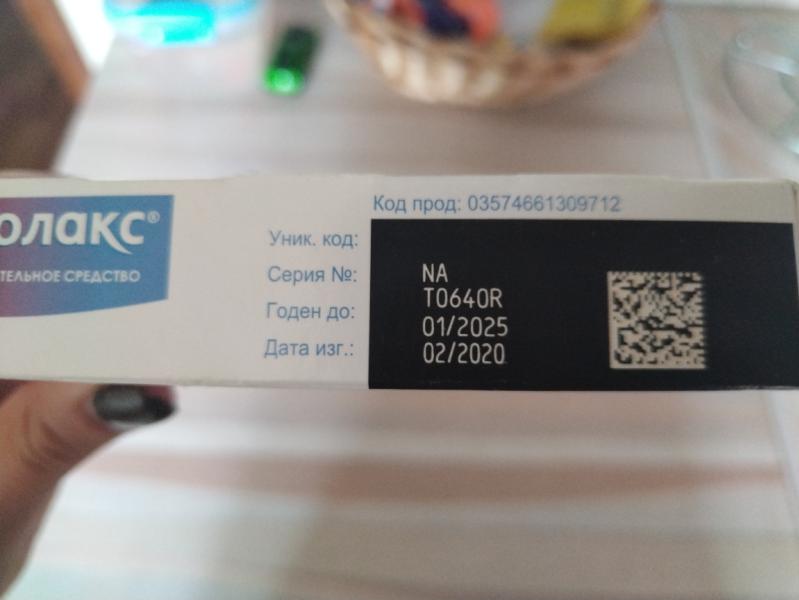 олакс®
ТЕЛЬНОЕ СРЕДСТВО
Код прод: 03574661309712
Уник. код: NA
Серия №: T0640R
Годен до: 01/2025
Дата изг.: 02/2020